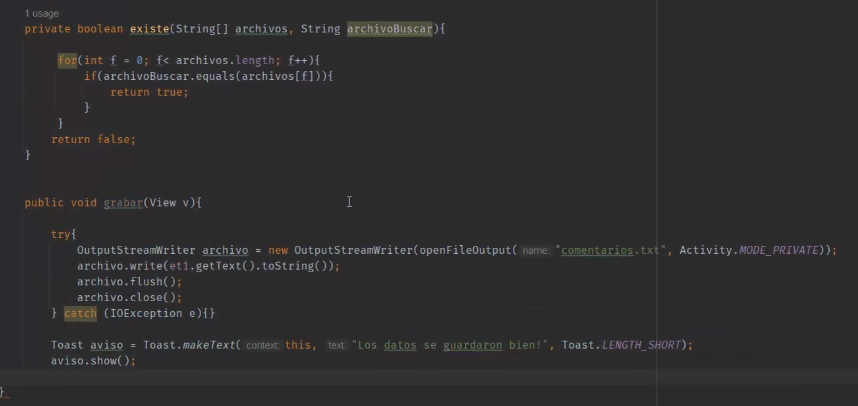 1 usage
private boolean existe(String[] archivos, String archivoBuscar){
for(int f = 0; f< archivos.length; f++){
if(archivoBuscar.equals(archivos[f])){
return true;
}
}
return false;
}
public void grabar(View v){
try{
OutputStreamWriter archivo = new OutputStreamWriter(openFileOutput( name: "comentarios.txt", Activity.MODE_PRIVATE));
archivo.write(et1.getText().toString());
archivo.flush();
archivo.close();
} catch (IOException e){}
Toast aviso = Toast.makeText( context this, text "Los datos se guardaron bien!", Toast.LENGTH_SHORT);
aviso.show();
}